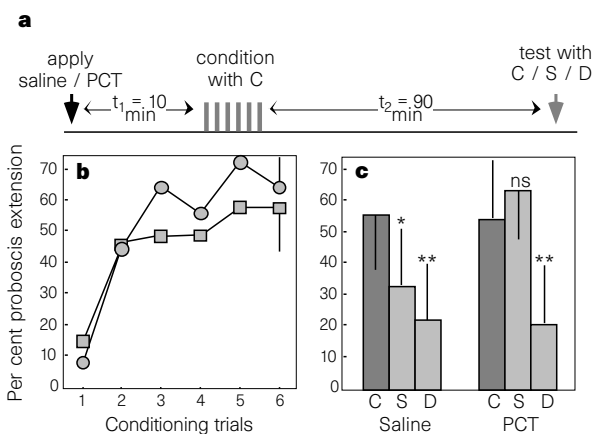 a
apply
saline / PCT
condition
with C
test with
C / S / D
t1 = 10
min
t2 = 90
min
b
Per cent proboscis extension
70
60
50
40
30
20
10
0
1 2 3 4 5 6
Conditioning trials
c
70
60
50
40
30
20
10
0
*
**
ns
**
C S D
C S D
Saline
PCT